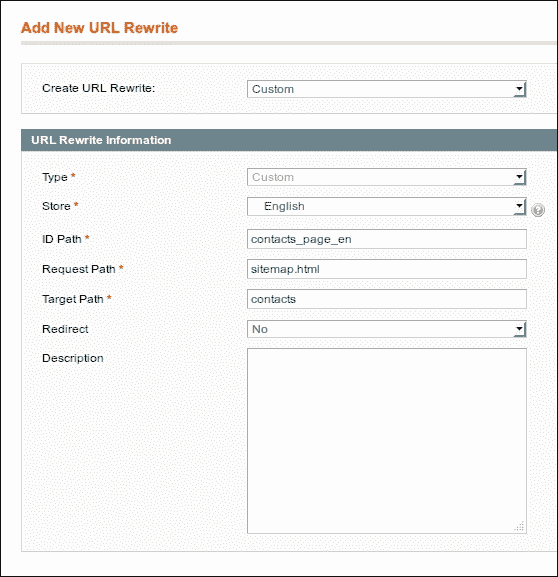 Add New URL Rewrite
Create URL Rewrite: Custom
URL Rewrite Information
Type * Custom
Store * English
ID Path * contacts_page_en
Request Path * sitemap.html
Target Path * contacts
Redirect No
Description